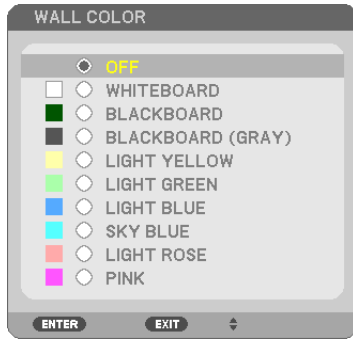 WALL COLOR
OFF
WHITEBOARD
BLACKBOARD
BLACKBOARD (GRAY)
LIGHT YELLOW
LIGHT GREEN
LIGHT BLUE
SKY BLUE
LIGHT ROSE
PINK
ENTER EXIT